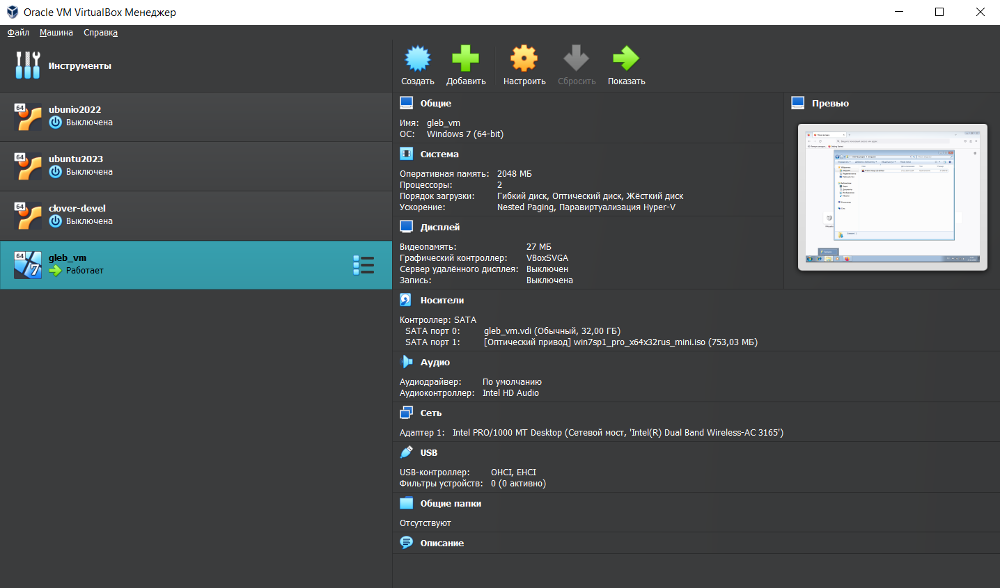 Oracle VM VirtualBox Менеджер
Файл Машина Справка
Инструменты
64
ubunio2022
Выключена
64
ubuntu2023
Выключена
64
clover-devel
Выключена
64
7
gleb_vm
Работает
Создать Добавить Настроить Сбросить Показать
Общие
Имя: gleb_vm
ОС: Windows 7 (64-bit)
Система
Оперативная память: 2048 МБ
Процессоры: 2
Порядок загрузки: Гибкий диск, Оптический диск, Жёсткий диск
Ускорение: Nested Paging, Паравиртуализация Hyper-V
Дисплей
Видеопамять: 27 МБ
Графический контроллер: VBoxSVGA
Сервер удалённого дисплея: Выключен
Запись: Выключена
Превью
Носители
Контроллер: SATA
SATA порт 0: gleb_vm.vdi (Обычный, 32,00 ГБ)
SATA порт 1: [Оптический привод] win7sp1_pro_x64x32rus_mini.iso (753,03 МБ)
Аудио
Аудиодрайвер: По умолчанию
Аудиоконтроллер: Intel HD Audio
Сеть
Адаптер 1: Intel PRO/1000 MT Desktop (Сетевой мост, 'Intel(R) Dual Band Wireless-AC 3165')
USB
USB-контроллер: OHCI, EHCI
Фильтры устройств: 0 (0 активно)
Общие папки
Отсутствуют
Описание